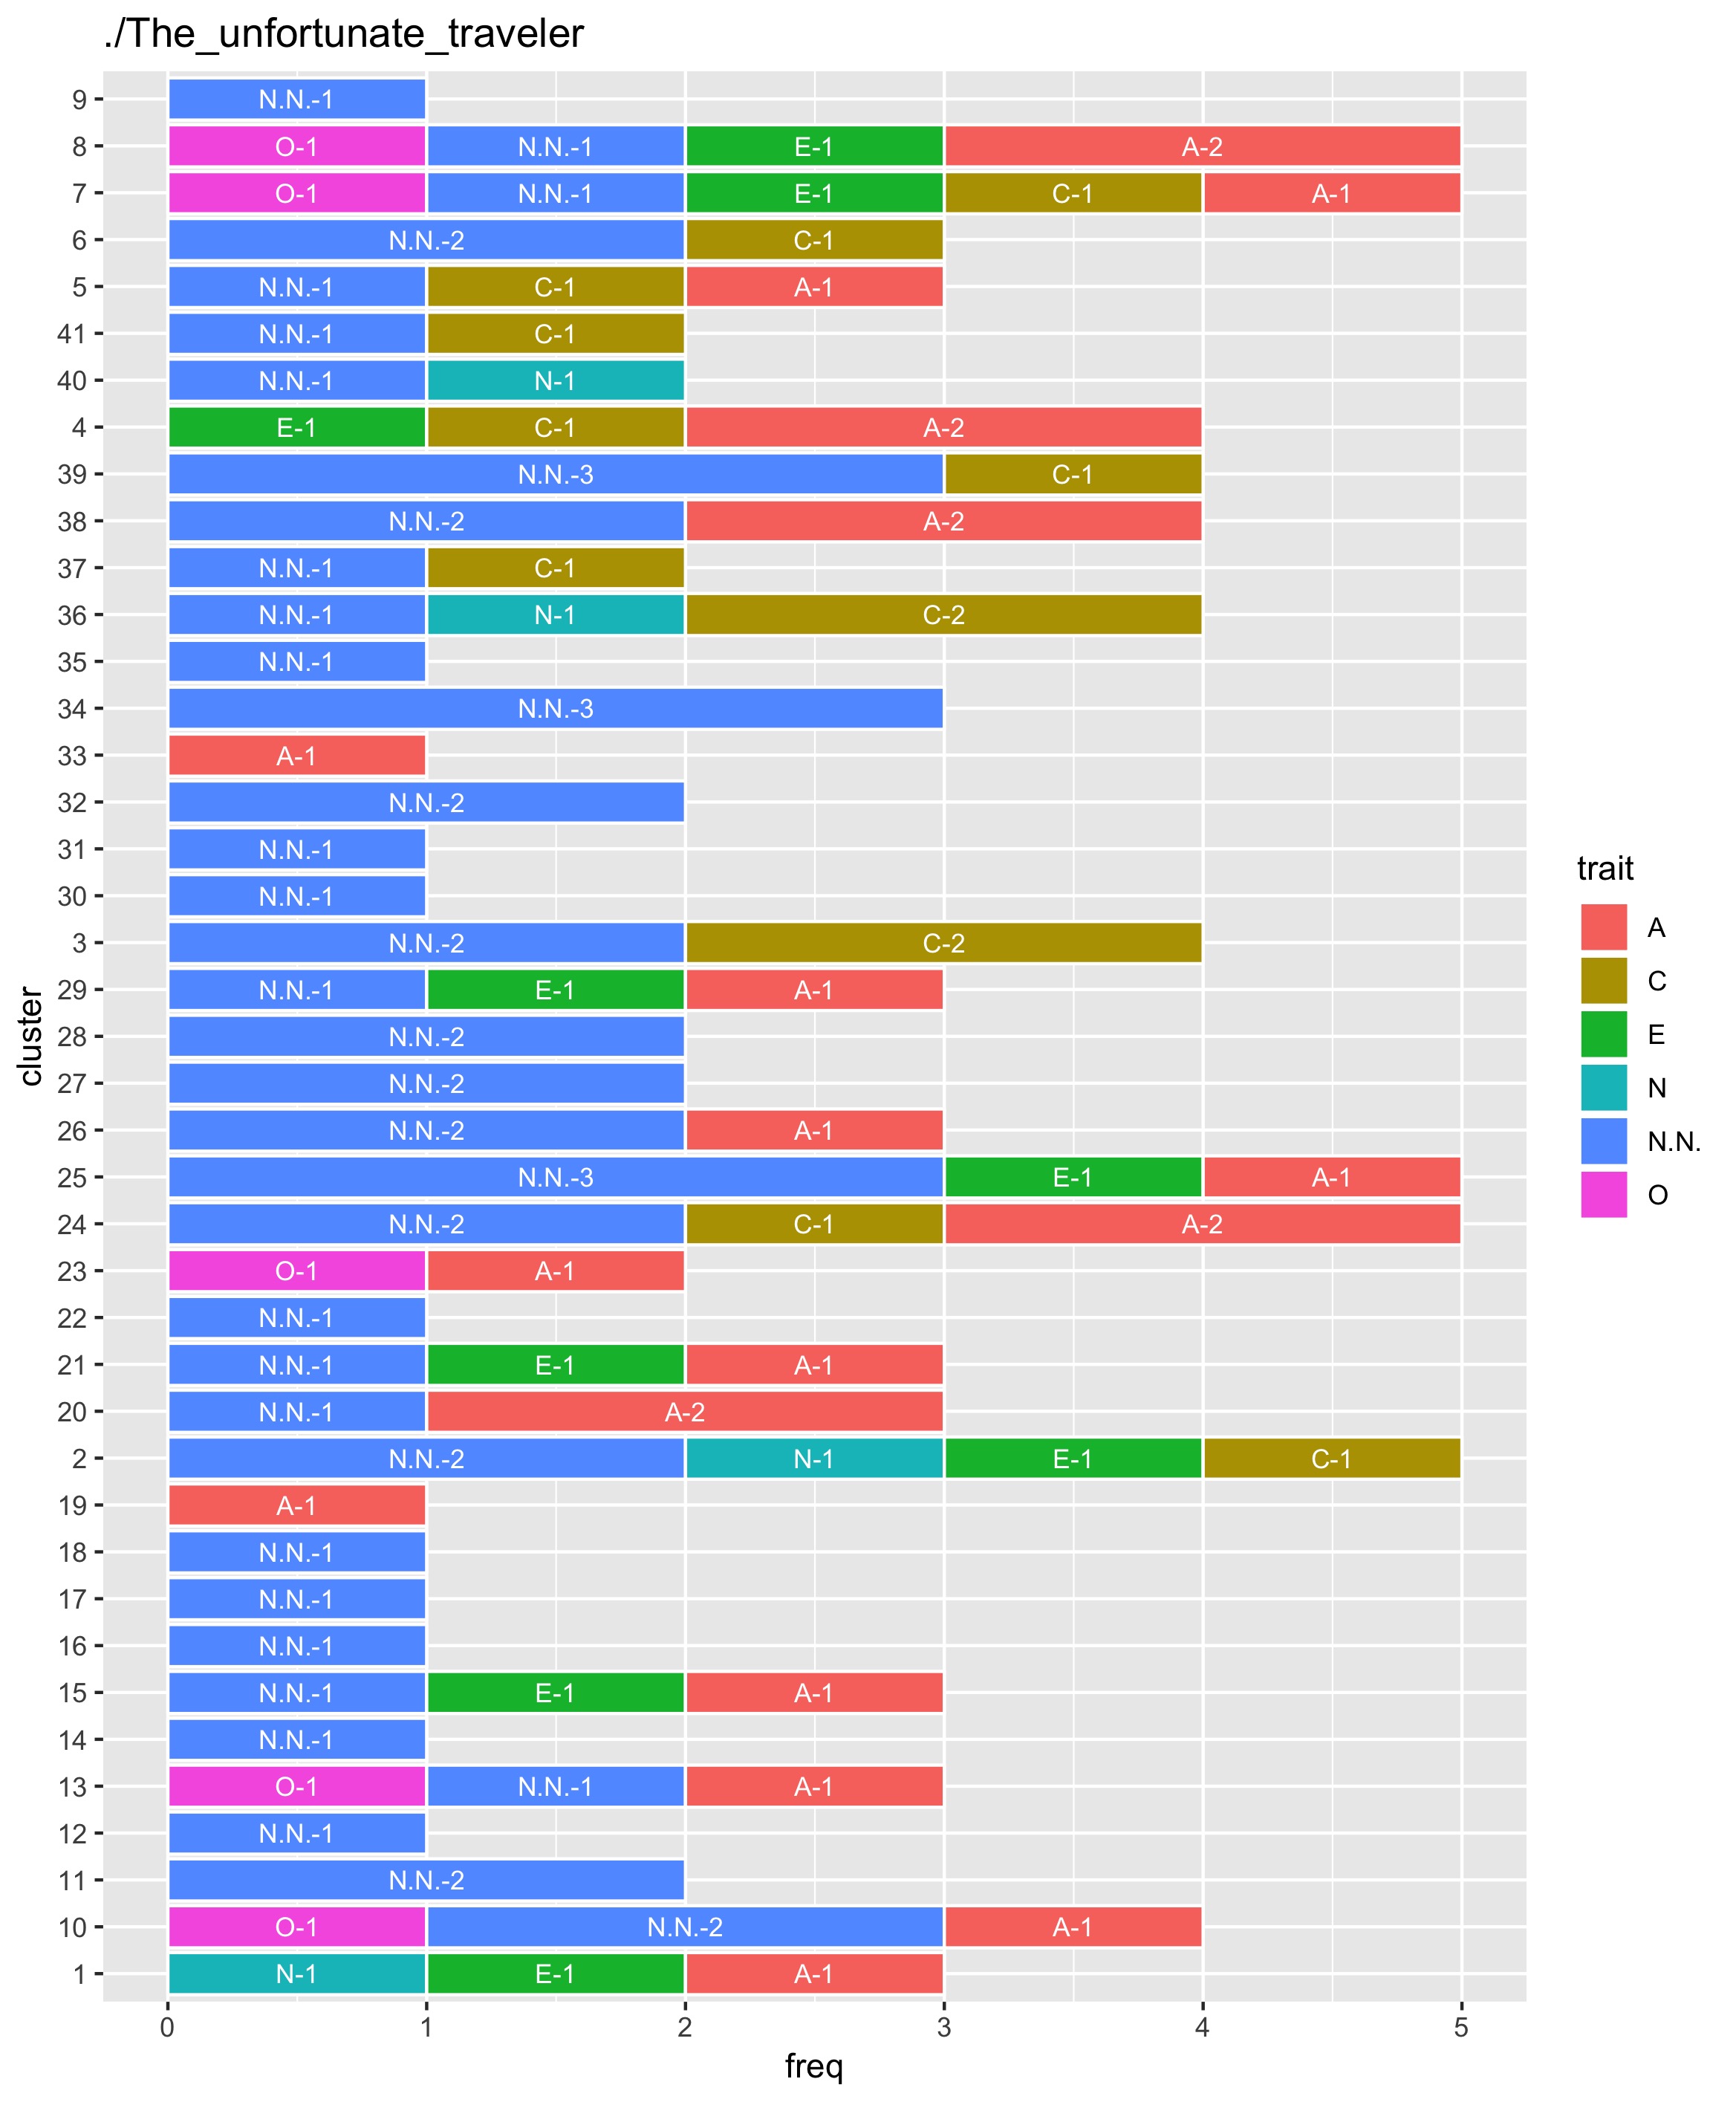 ./The_unfortunate_traveler
9 N.N.-1
8 O-1 N.N.-1 E-1 A-2
7 O-1 N.N.-1 E-1 C-1 A-1
6 N.N.-2 C-1
5 N.N.-1 C-1 A-1
41 N.N.-1 C-1
40 N.N.-1 N-1
4 E-1 C-1 A-2
39 N.N.-3 C-1
38 N.N.-2 A-2
37 N.N.-1 C-1
36 N.N.-1 N-1 C-2
35 N.N.-1
34 N.N.-3
33 A-1
32 N.N.-2
31 N.N.-1
30 N.N.-1
3 N.N.-2 C-2
29 N.N.-1 E-1 A-1
28 N.N.-2
27 N.N.-2
26 N.N.-2 A-1
25 N.N.-3 E-1 A-1
24 N.N.-2 C-1 A-2
23 O-1 A-1
22 N.N.-1
21 N.N.-1 E-1 A-1
20 N.N.-1 A-2
2 N.N.-2 N-1 E-1 C-1
19 A-1
18 N.N.-1
17 N.N.-1
16 N.N.-1
15 N.N.-1 E-1 A-1
14 N.N.-1
13 O-1 N.N.-1 A-1
12 N.N.-1
11 N.N.-2
10 O-1 N.N.-2 A-1
1 N-1 E-1 A-1
0 1 2 3 4 5
freq
cluster
trait
A
C
E
N
N.N.
O